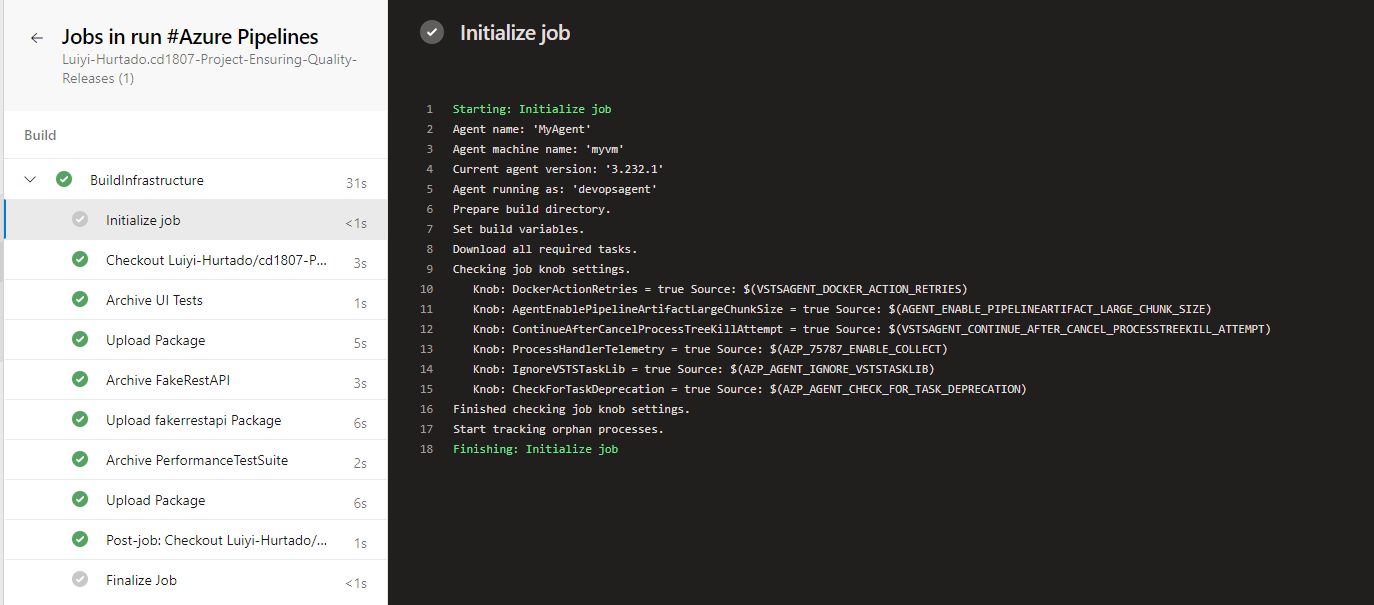 Jobs in run #Azure Pipelines
Luiyi-Hurtado.cd1807-Project-Ensuring-Quality-
Releases (1)
Build
BuildInfrastructure 31s
Initialize job <1s
Checkout Luiyi-Hurtado/cd1807-P... 3s
Archive UI Tests 1s
Upload Package 5s
Archive FakeRestAPI 3s
Upload fakerrestapi Package 6s
Archive PerformanceTestSuite 2s
Upload Package 6s
Post-job: Checkout Luiyi-Hurtado/... 1s
Finalize Job <1s
Initialize job
1 Starting: Initialize job
2 Agent name: 'MyAgent'
3 Agent machine name: 'myvm'
4 Current agent version: '3.232.1'
5 Agent running as: 'devopsagent'
6 Prepare build directory.
7 Set build variables.
8 Download all required tasks.
9 Checking job knob settings.
10 Knob: DockerActionRetries = true Source: $(VSTSAGENT_DOCKER_ACTION_RETRIES)
11 Knob: AgentEnablePipelineArtifactLargeChunkSize = true Source: $(AGENT_ENABLE_PIPELINEARTIFACT_LARGE_CHUNK_SIZE)
12 Knob: ContinueAfterCancelProcessTreeKillAttempt = true Source: $(VSTSAGENT_CONTINUE_AFTER_CANCEL_PROCESSTREEKILL_ATTEMPT)
13 Knob: ProcessHandlerTelemetry = true Source: $(AZP_75787_ENABLE_COLLECT)
14 Knob: IgnoreVSTSTaskLib = true Source: $(AZP_AGENT_IGNORE_VSTSTASKLIB)
15 Knob: CheckForTaskDeprecation = true Source: $(AZP_AGENT_CHECK_FOR_TASK_DEPRECATION)
16 Finished checking job knob settings.
17 Start tracking orphan processes.
18 Finishing: Initialize job